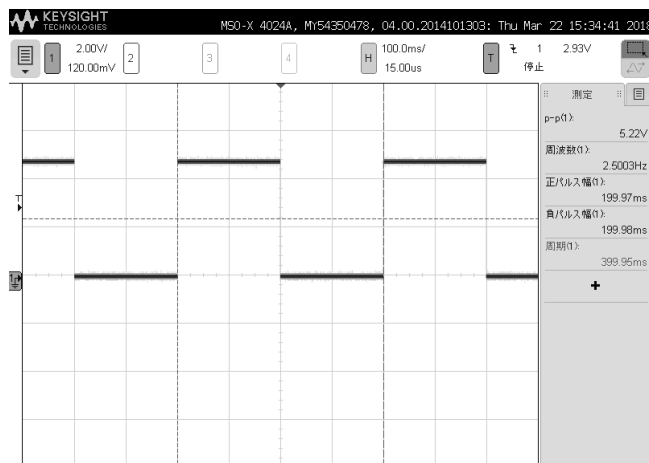 KEYSIGHT
TECHNOLOGIES
MSO-X 4024A, MY54350478, 04.00.2014101303: Thu Mar 22 15:34:41 2018
1 2.00V/ 120.00mV 2 3 4 H 100.0ms/ 15.00us T 1 2.93V 停止
測定
p-p(1):
5.22V
周波数(1):
2.5003Hz
正パルス幅(1):
199.97ms
負パルス幅(1):
199.98ms
周期(1):
399.95ms
+
T
1